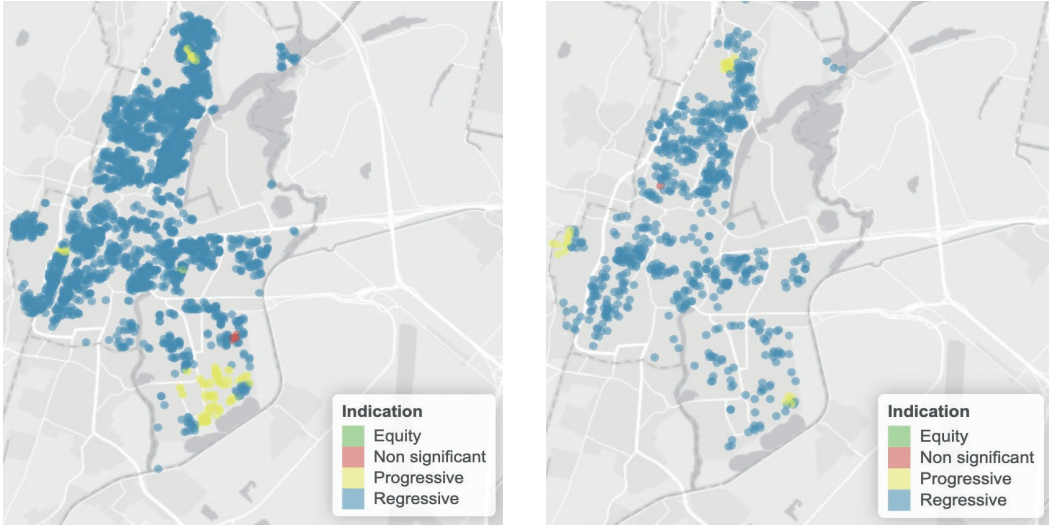 Indication
Equity
Non significant
Progressive
Regressive
Indication
Equity
Non significant
Progressive
Regressive